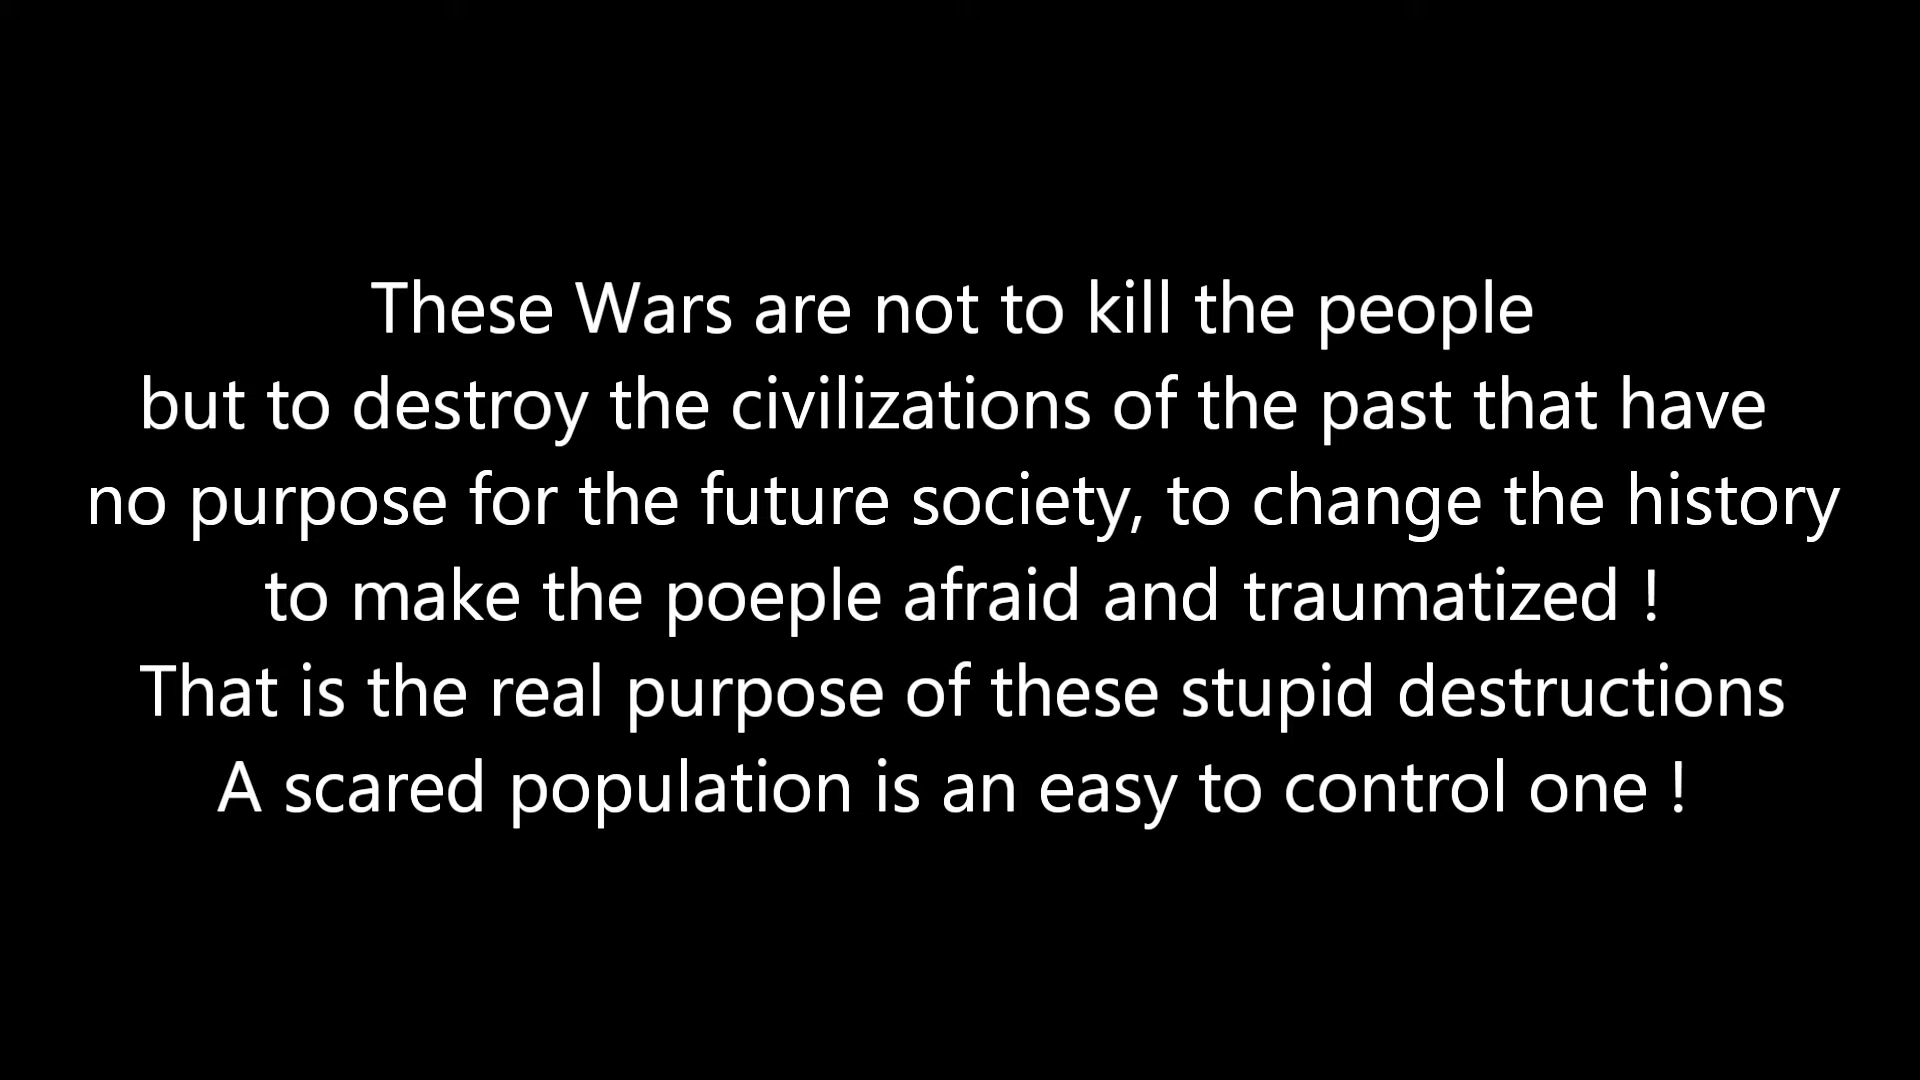 These Wars are not to kill the people
but to destroy the civilizations of the past that have
no purpose for the future society, to change the history
to make the poeple afraid and traumatized !
That is the real purpose of these stupid destructions
A scared population is an easy to control one !